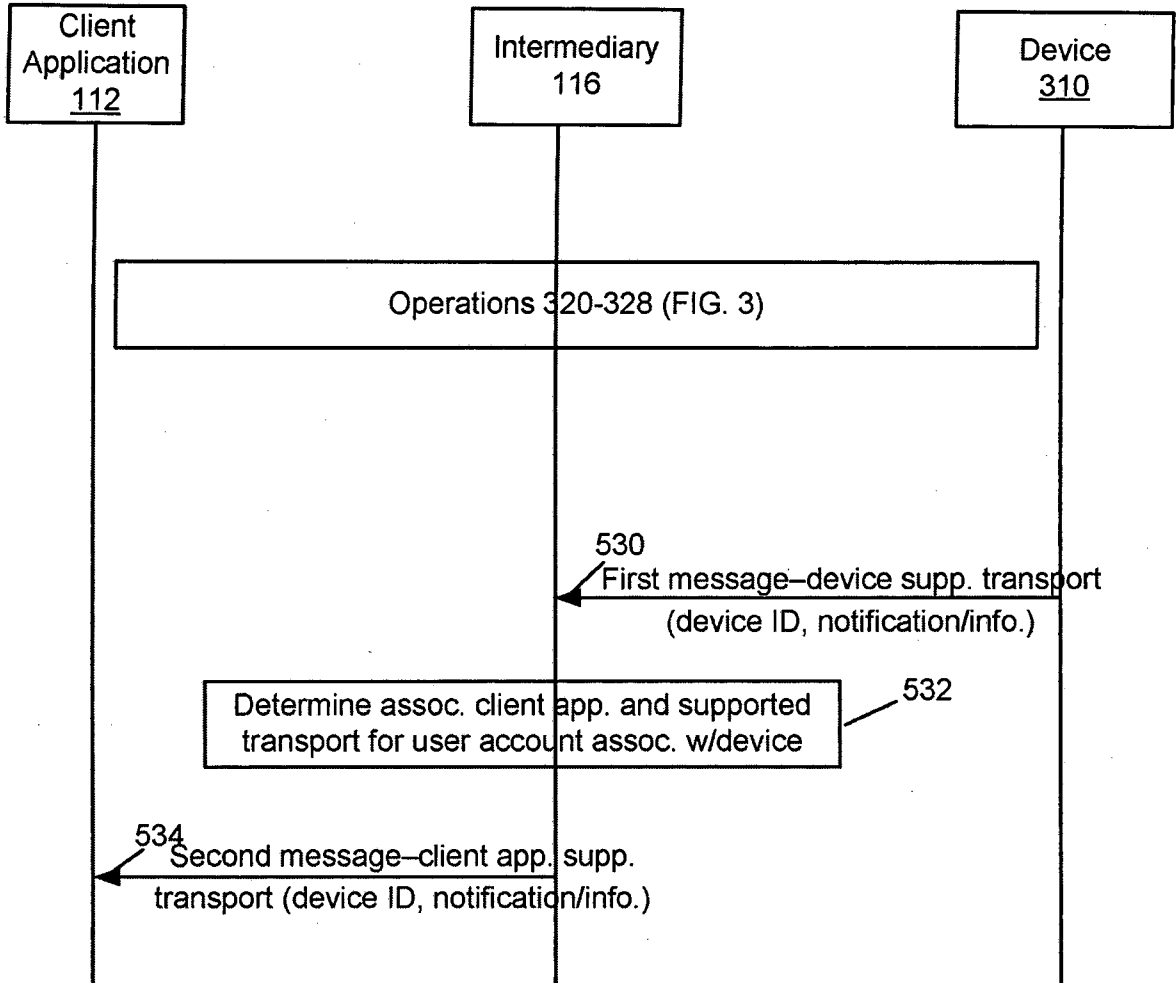 Client
Application
112
Intermediary
116
Device
310
Operations 320-328 (FIG. 3)
530
First message–device supp. transport
(device ID, notification/info.)
Determine assoc. client app. and supported
transport for user account assoc. w/device
532
534
Second message–client app. supp.
transport (device ID, notification/info.)